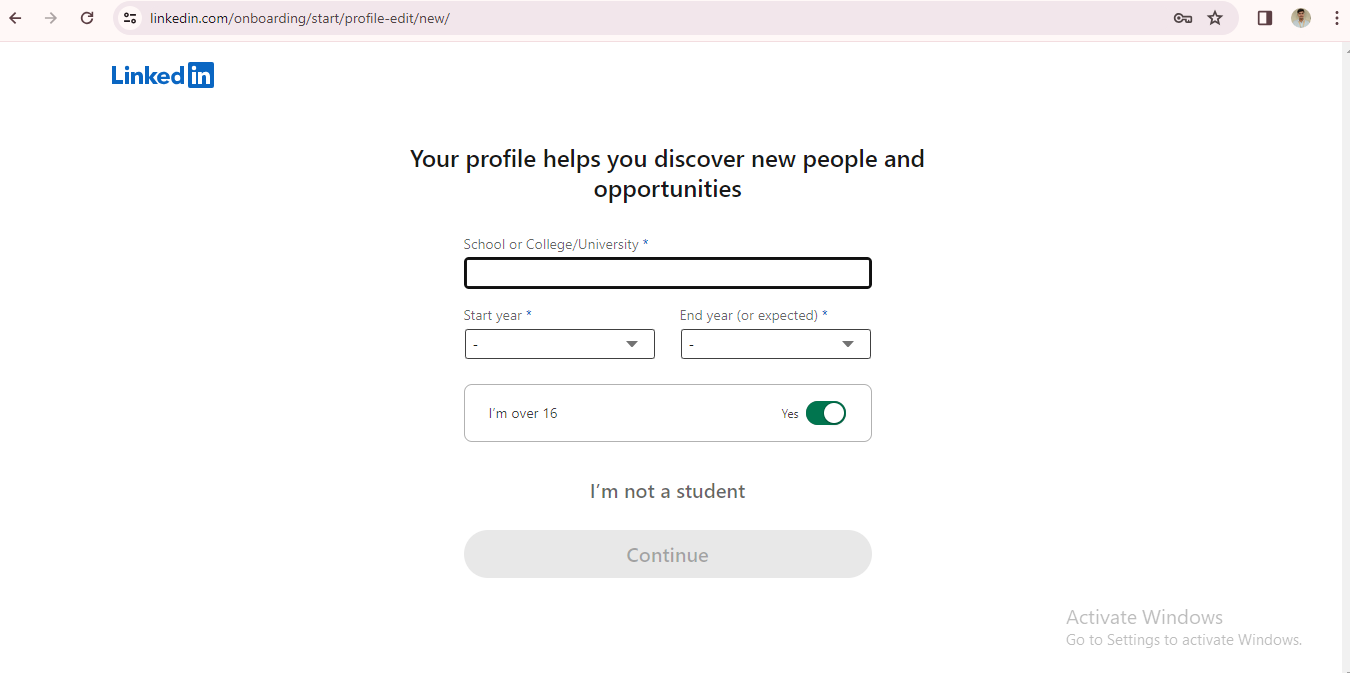 linkedin.com/onboarding/start/profile-edit/new/
Linked in
Your profile helps you discover new people and
opportunities
School or College/University *
Start year * End year (or expected) *
- -
I'm over 16 Yes
I'm not a student
Continue
Activate Windows
Go to Settings to activate Windows.